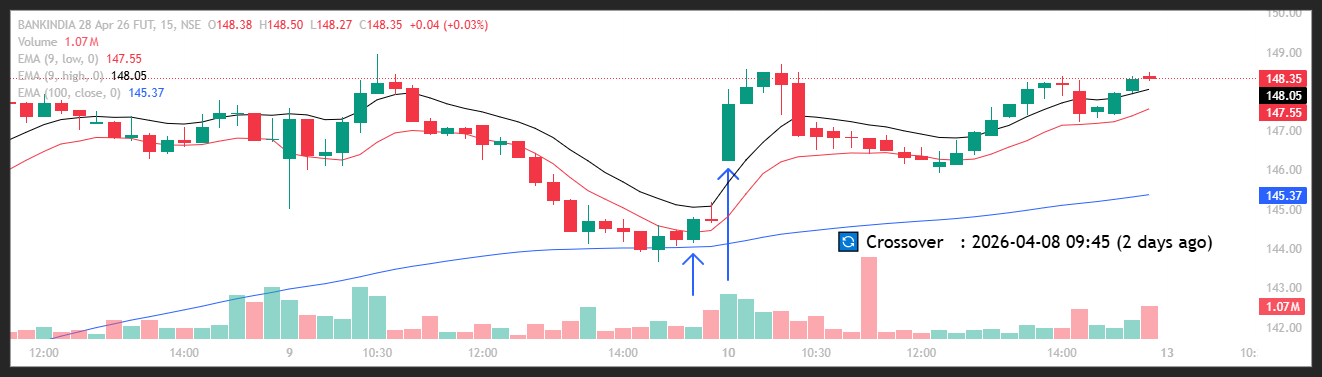 BANKINDIA 28 Apr 26 FUT, 15, NSE O148.38 H148.50 L148.27 C148.35 +0.04 (+0.03%)
Volume 1.07M
EMA (9, low, 0) 147.55
EMA (9, high, 0) 148.05
EMA (100, close, 0) 145.37
150.00
149.00
148.35
148.05
147.55
147.00
146.00
145.37
145.00
Crossover : 2026-04-08 09:45 (2 days ago)
144.00
143.00
1.07M
142.00
12:00 14:00 9 10:30 12:00 14:00 10 10:30 12:00 14:00 13 10: